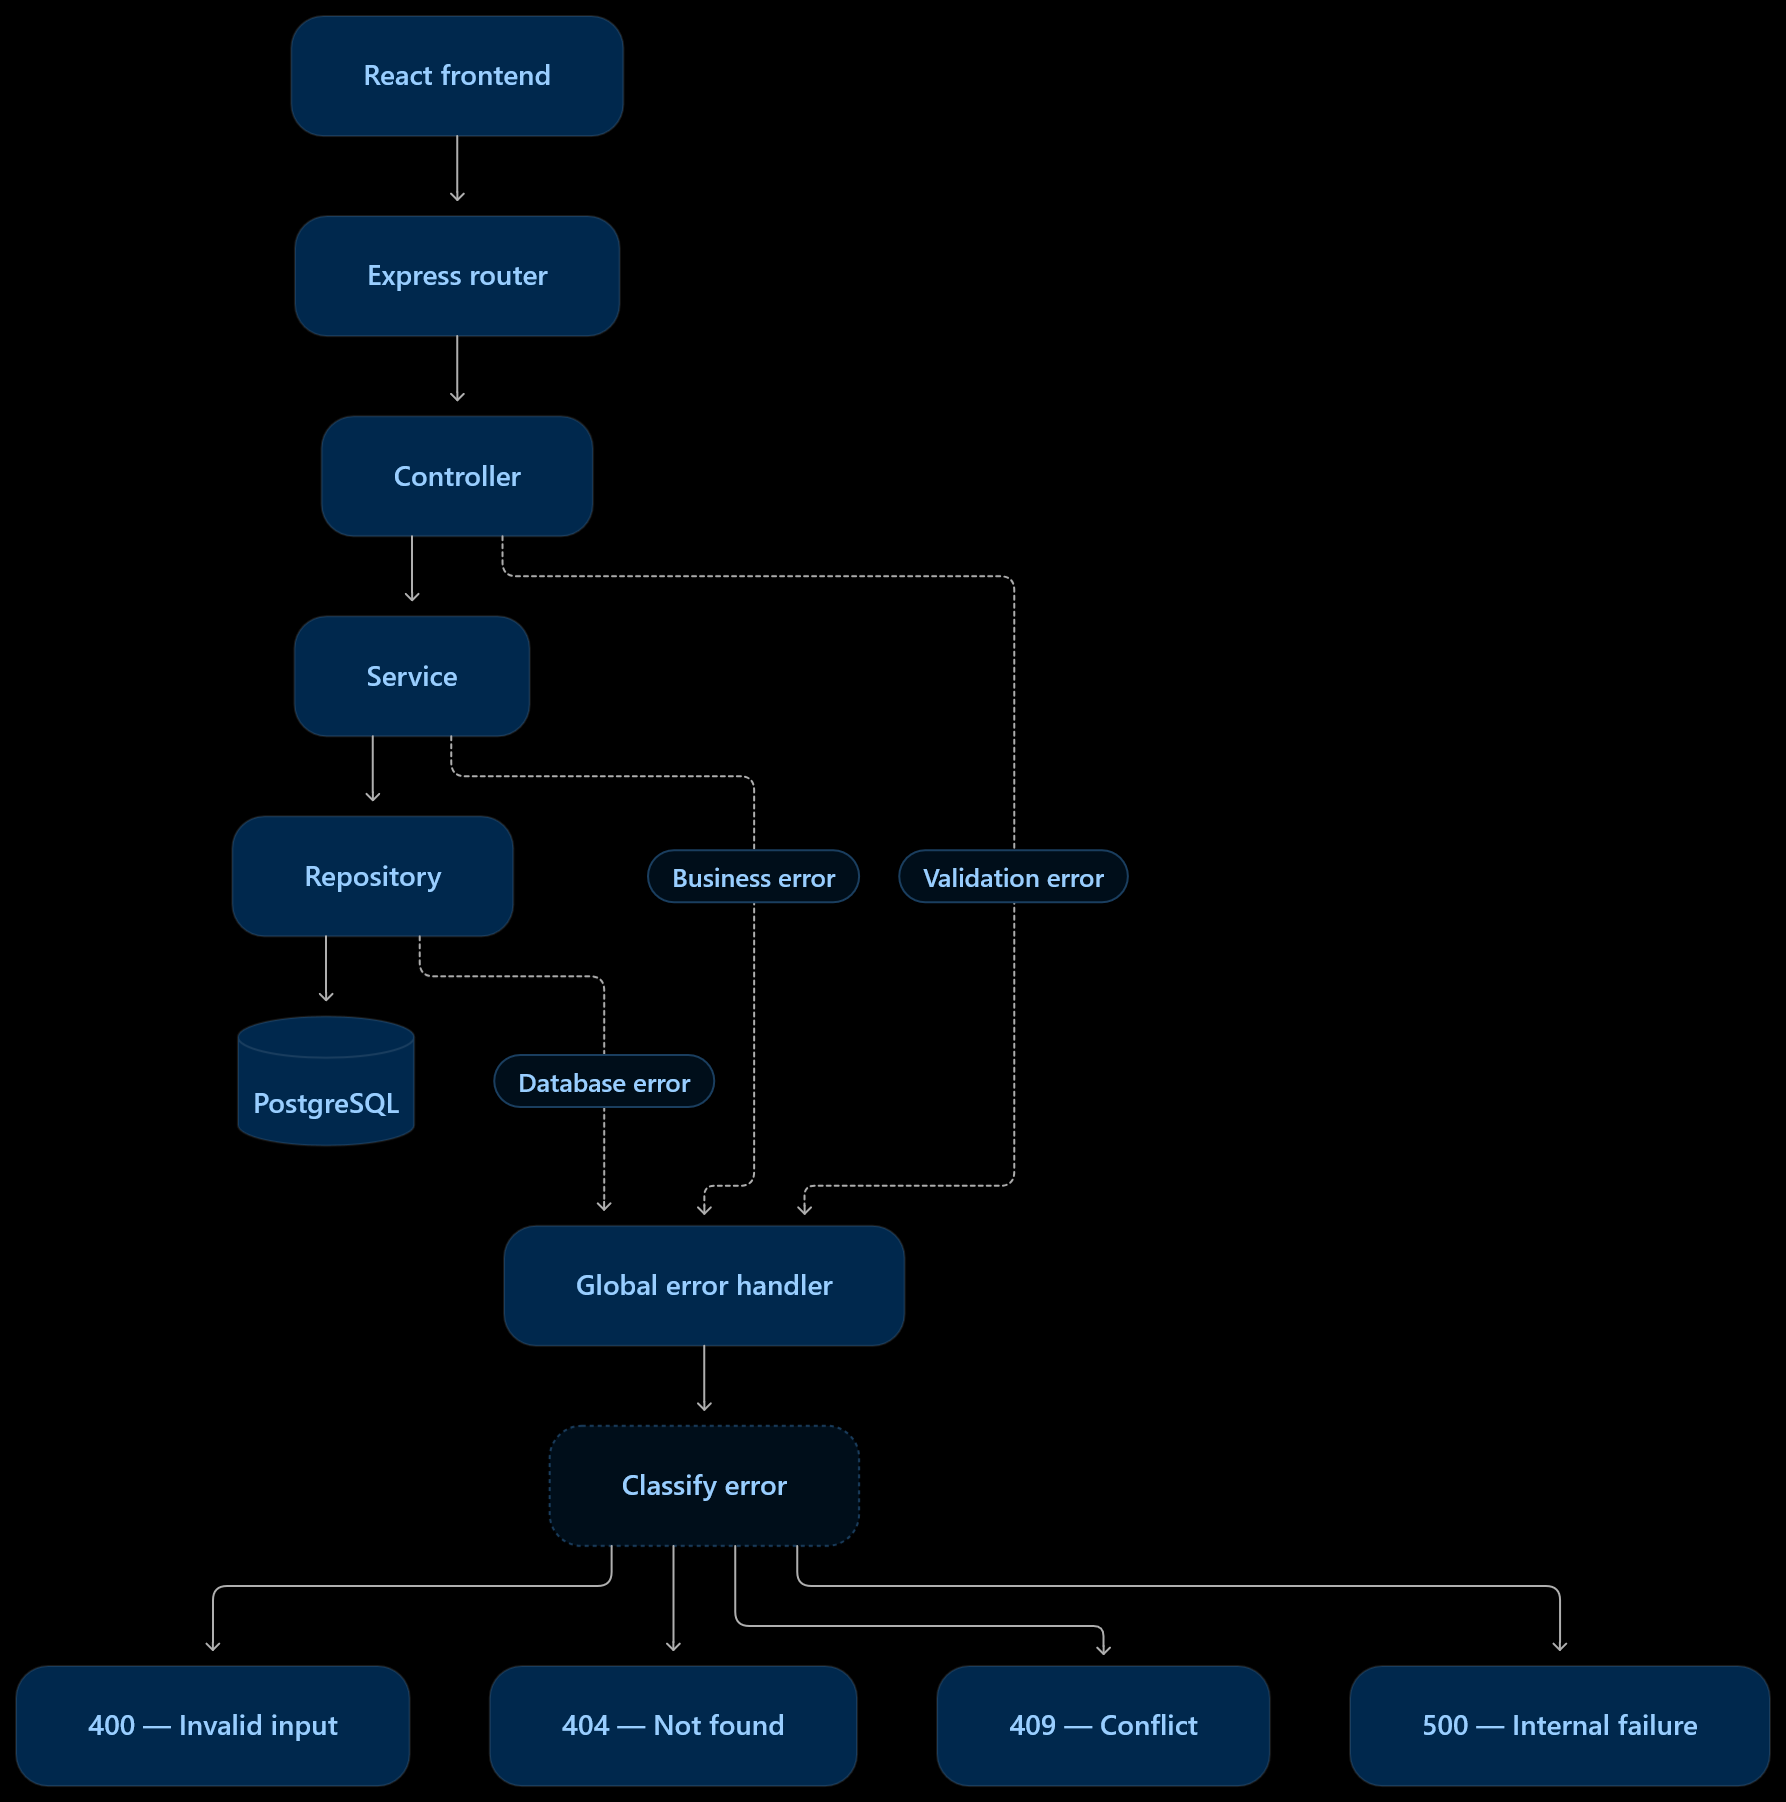 React frontend
Express router
Controller
Service
Repository
Business error
Validation error
Database error
PostgreSQL
Global error handler
Classify error
400 — Invalid input
404 — Not found
409 — Conflict
500 — Internal failure